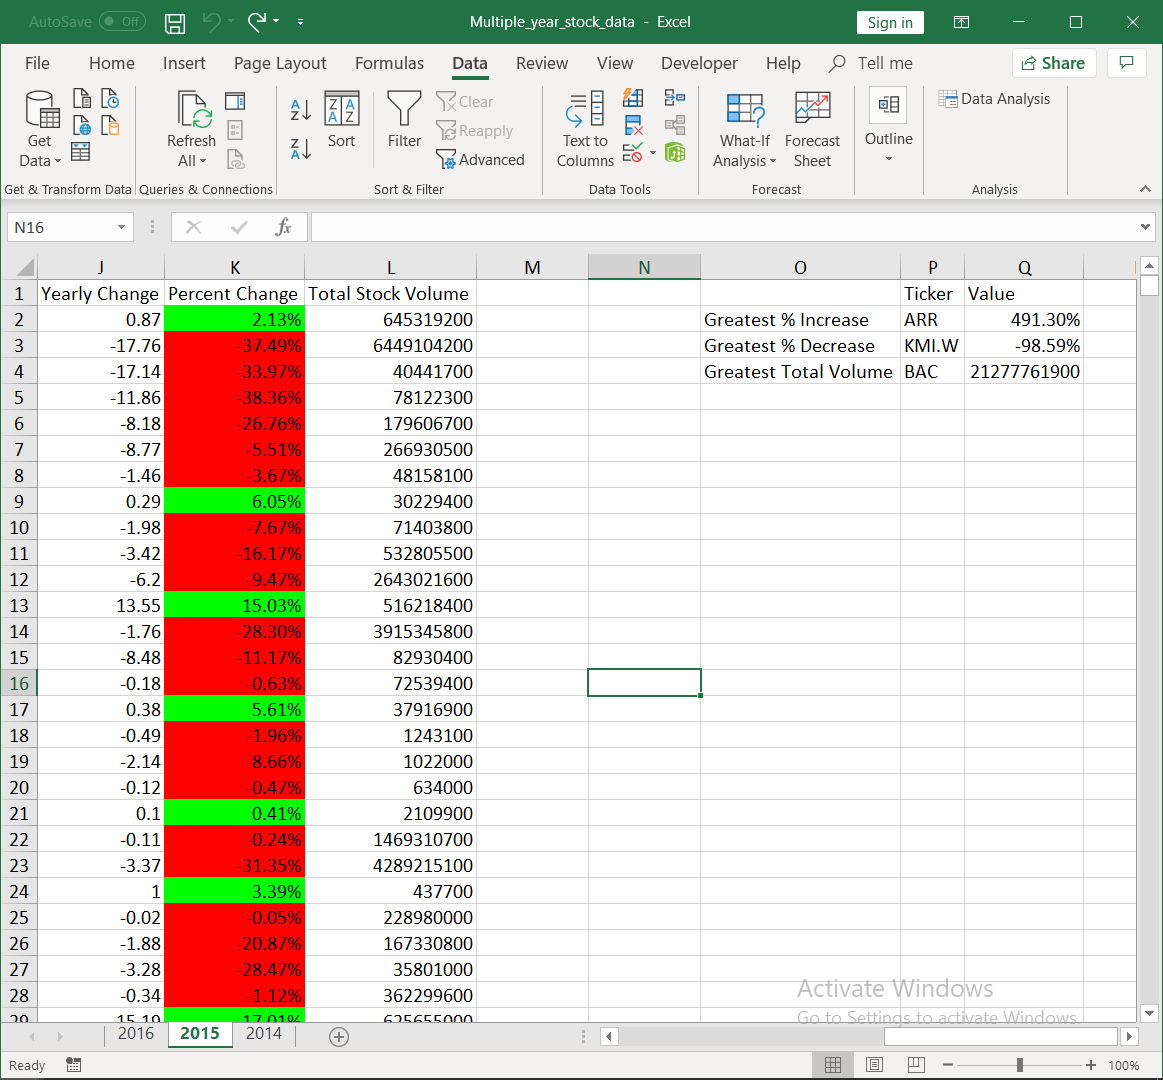 AutoSave Off Multiple_year_stock_data - Excel Sign in
File Home Insert Page Layout Formulas Data Review View Developer Help Tell me Share
Get Data Refresh All Sort Filter Clear Reapply Advanced Text to Columns What-If Analysis Forecast Sheet Outline Data Analysis
Get & Transform Data Queries & Connections Sort & Filter Data Tools Forecast Analysis
N16 fx
J K L M N O P Q
1 Yearly Change Percent Change Total Stock Volume Ticker Value
2 0.87 2.13% 645319200 Greatest % Increase ARR 491.30%
3 -17.76 -37.49% 6449104200 Greatest % Decrease KMI.W -98.59%
4 -17.14 -33.97% 40441700 Greatest Total Volume BAC 21277761900
5 -11.86 -38.36% 78122300
6 -8.18 -26.76% 179606700
7 -8.77 -5.51% 266930500
8 -1.46 -3.67% 48158100
9 0.29 6.05% 30229400
10 -1.98 -7.67% 71403800
11 -3.42 -16.17% 532805500
12 -6.2 -9.47% 2643021600
13 13.55 15.03% 516218400
14 -1.76 -28.30% 3915345800
15 -8.48 -11.17% 82930400
16 -0.18 -0.63% 72539400
17 0.38 5.61% 37916900
18 -0.49 -1.96% 1243100
19 -2.14 -8.66% 1022000
20 -0.12 -0.47% 634000
21 0.1 0.41% 2109900
22 -0.11 -0.24% 1469310700
23 -3.37 -31.35% 4289215100
24 1 3.39% 437700
25 -0.02 -0.05% 228980000
26 -1.88 -20.87% 167330800
27 -3.28 -28.47% 35801000
28 -0.34 -1.12% 362299600
29 15.19 17.01% 625655000
Activate Windows
Go to Settings to activate Windows.
2016 2015 2014
Ready 100%